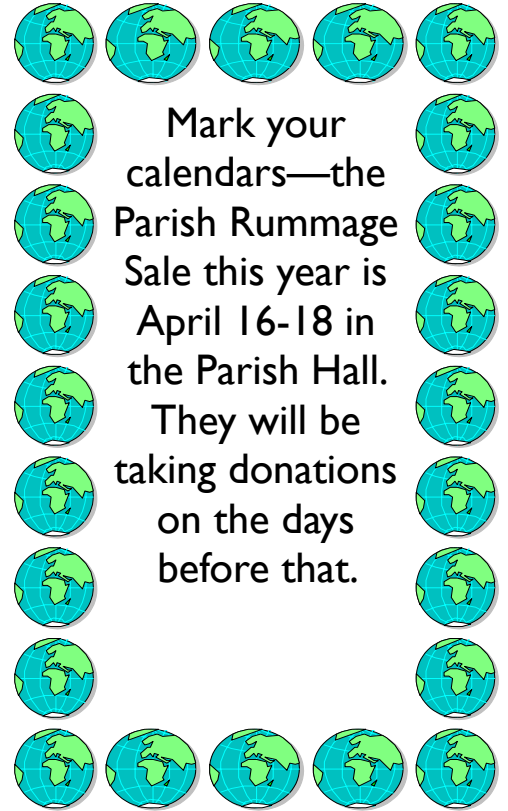 Mark your
calendars—the
Parish Rummage
Sale this year is
April 16-18 in
the Parish Hall.
They will be
taking donations
on the days
before that.